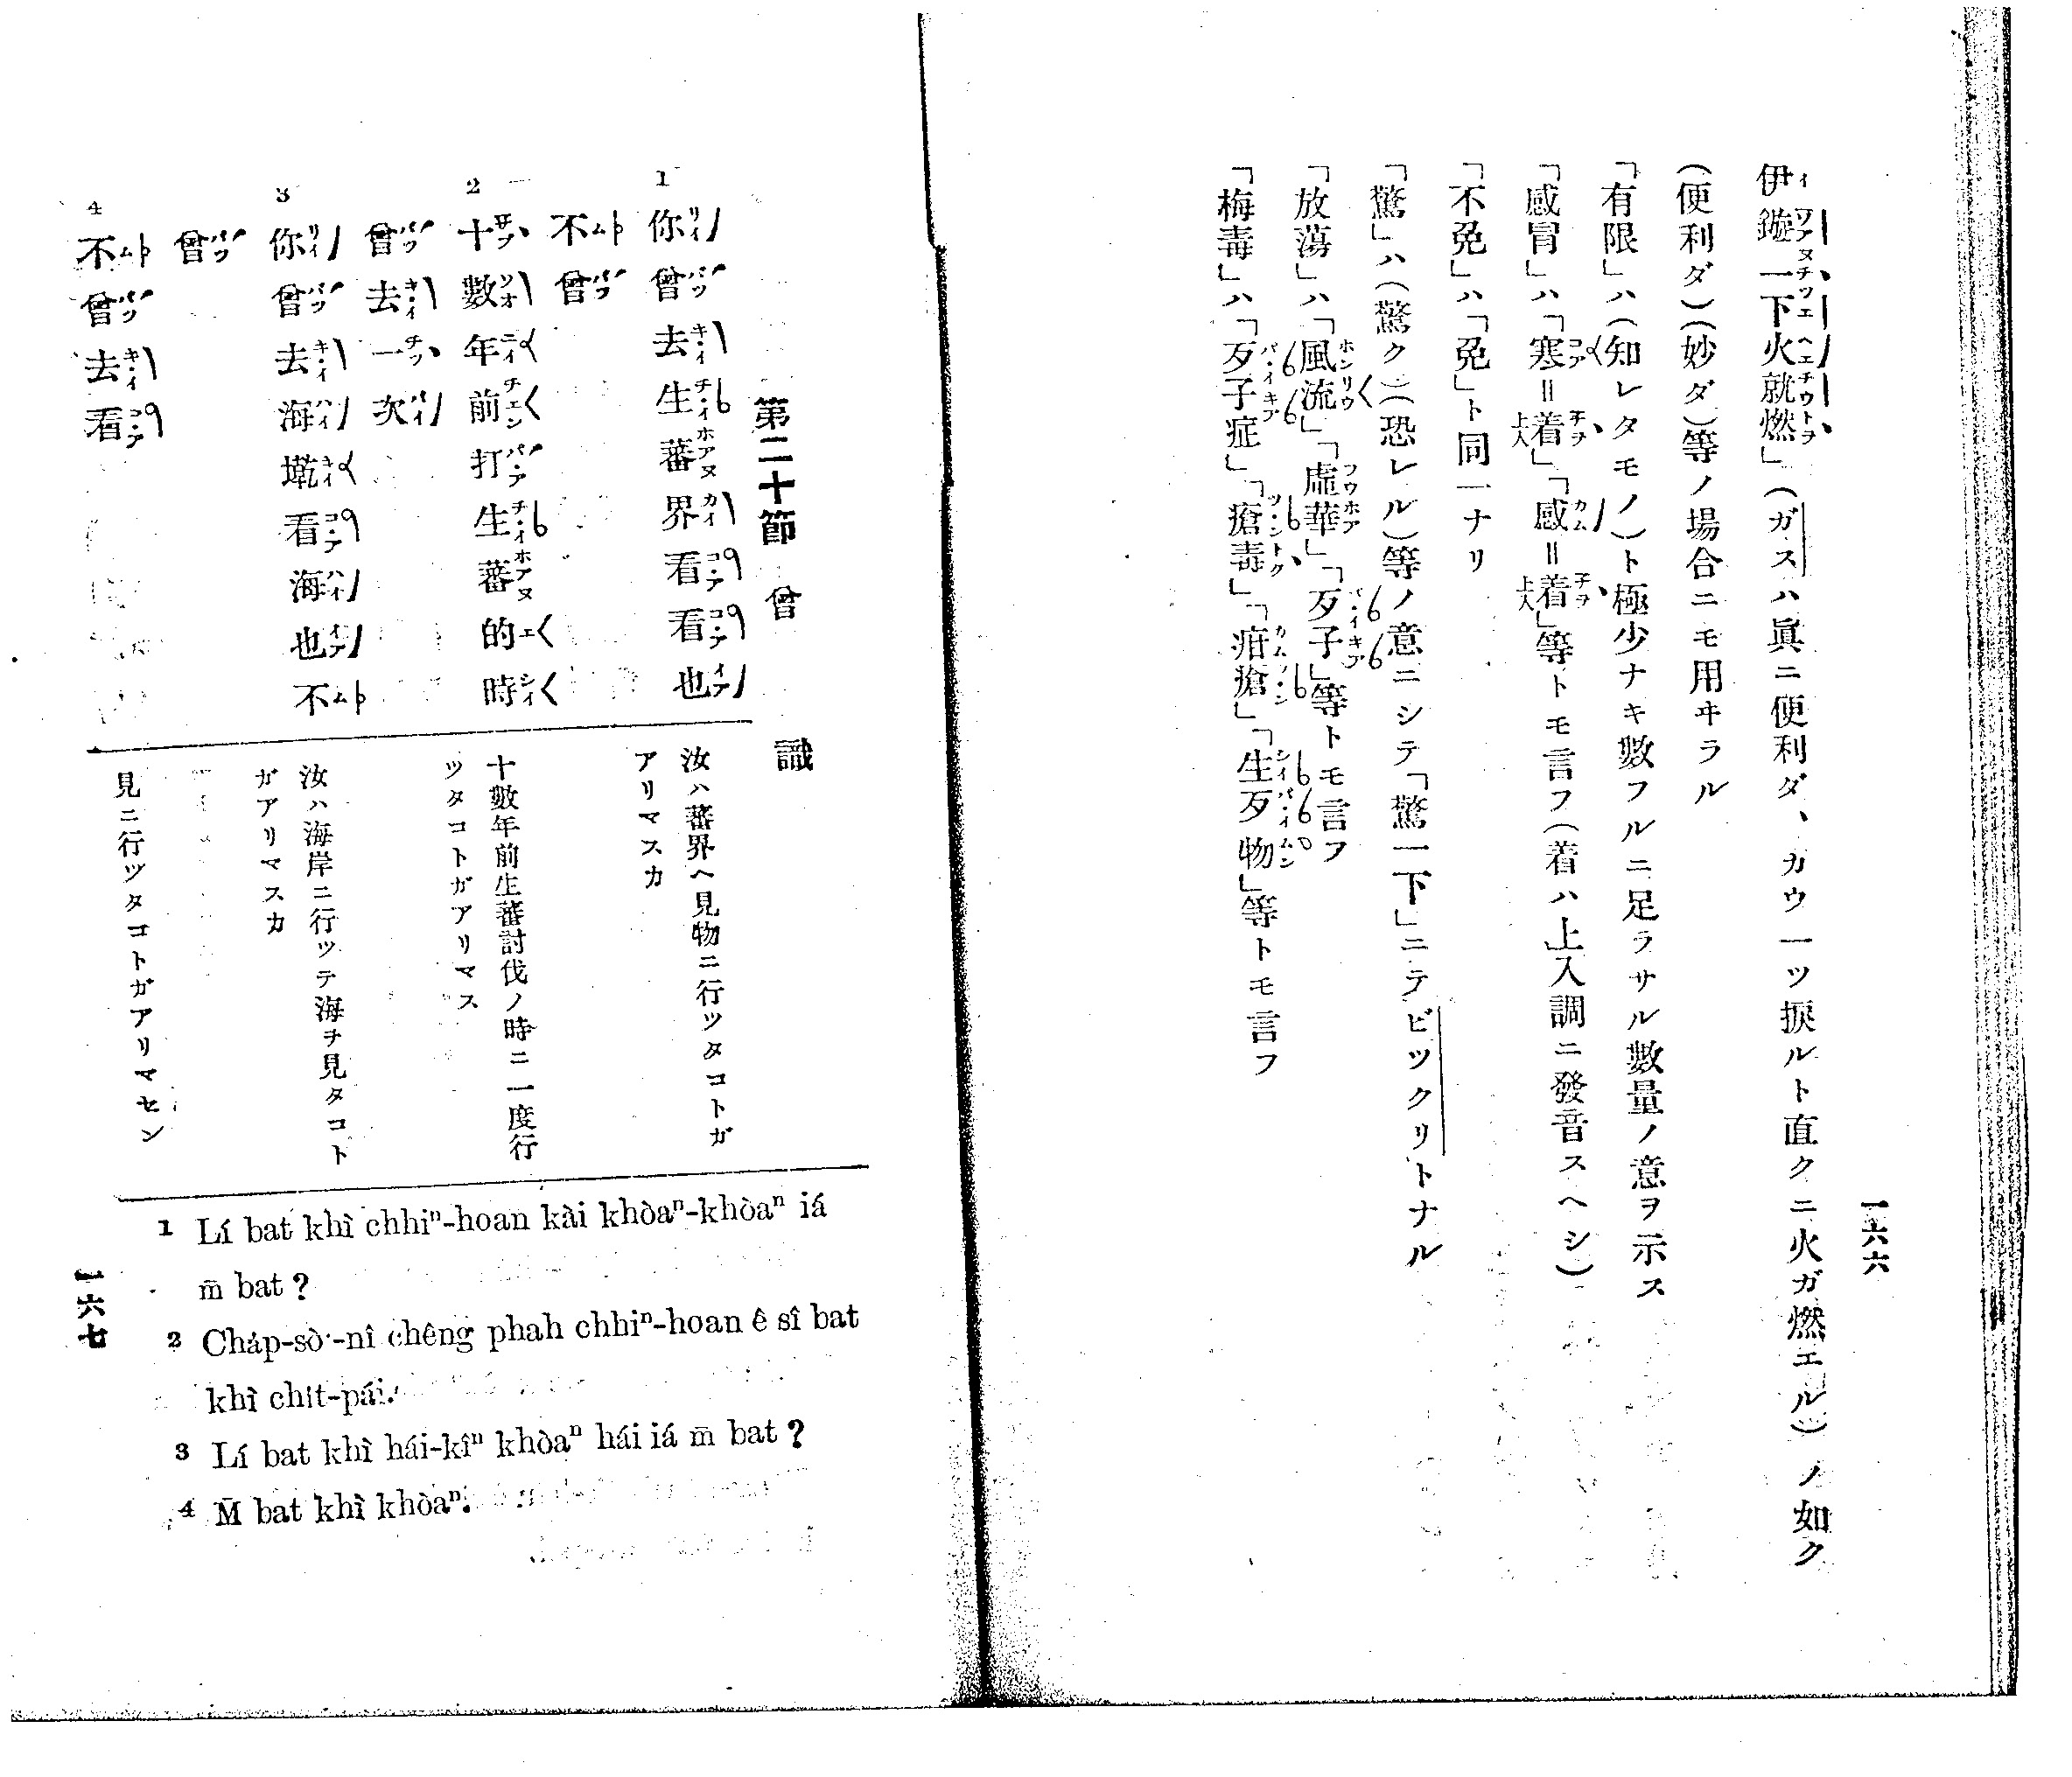 一六六
伊鏇一下火就燃」(ガスハ眞ニ便利ダ、カウ一ツ捩ルト直クニ火ガ燃エル)ノ如ク
(便利ダ)(妙ダ)等ノ場合ニモ用ヰラル
「有限」ハ(知レタモノ)ト極少ナキ數フルニ足ラサル數量ノ意ヲ示ス
「感冒」ハ「寒=着」「感=着」等トモ言フ(着ハ上入調ニ發音スヘシ)
「不免」ハ「免」ト同一ナリ
「驚」ハ(驚ク)(恐レル)等ノ意ニシテ「驚一下」ニテビツクリトナル
「放蕩」ハ「風流」「虛華」「歹子」等トモ言フ
「梅毒」ハ「歹子症」「瘡毒」「疳瘡」「生歹物」等トモ言フ
第二十節 曾 識
1 你曾去生蕃界看看也
不曾
2 十數年前打生蕃的時
曾去一次
3 你曾去海墘看海也不
曾
4 不曾去看
汝ハ蕃界ヘ見物ニ行ツタコトガ
アリマスカ
十數年前生蕃討伐ノ時ニ一度行
ツタコトガアリマス
汝ハ海岸ニ行ツテ海ヲ見タコト
ガアリマスカ
見ニ行ツタコトガアリマセン
1 Lí bat khì chhiⁿ-hoan kài khòaⁿ-khòaⁿ iá
m̄ bat?
2 Cha̍p-sò͘-nî chêng phah chhiⁿ-hoan ê sî bat
khì chi̍t-pái.
3 Lí bat khì hái-kîⁿ khòaⁿ hái iá m̄ bat?
4 M̄ bat khì khòaⁿ.
一六七